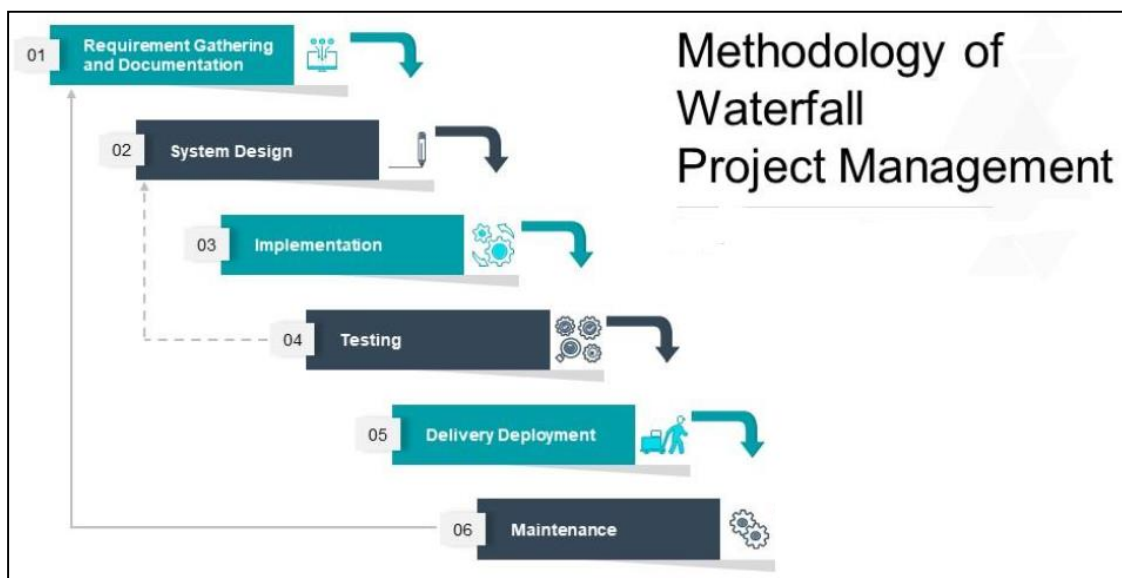 Methodology of
Waterfall
Project Management
01
Requirement Gathering
and Documentation
02
System Design
03
Implementation
04
Testing
05
Delivery Deployment
06
Maintenance